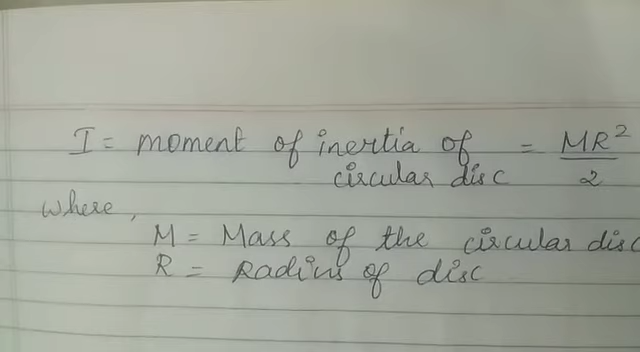 I = moment of inertia of = MR²/2
circular disc
where,
M = Mass of the circular disc
R = Radius of disc